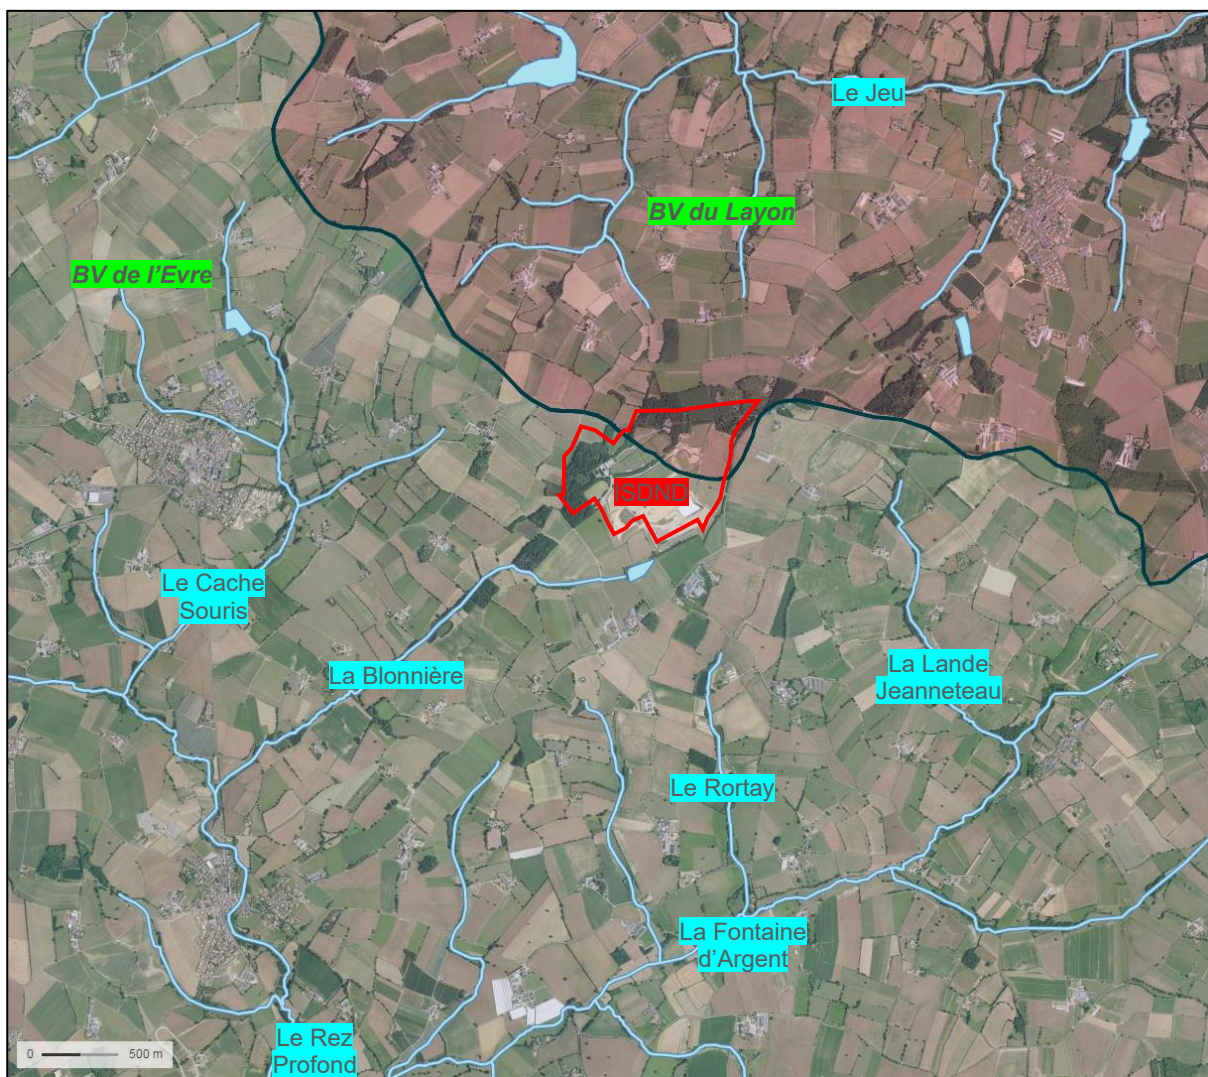 Le Jeu
BV du Layon
BV de l'Evre
ISDND
Le Cache
Souris
La Blonnière
La Lande
Jeanneteau
Le Rortay
La Fontaine
d'Argent
Le Rez
Profond
0 500 m